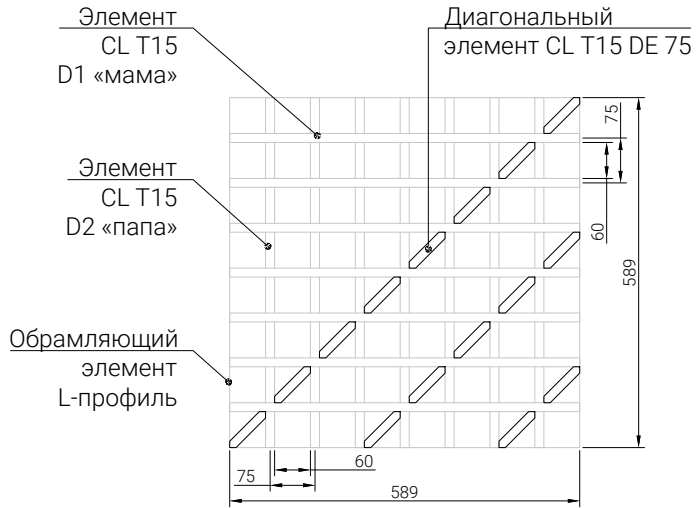 Элемент
CL T15
D1 «мама»
Диагональный
элемент CL T15 DE 75
Элемент
CL T15
D2 «папа»
Обрамляющий
элемент
L-профиль
75
60
589
75
60
589